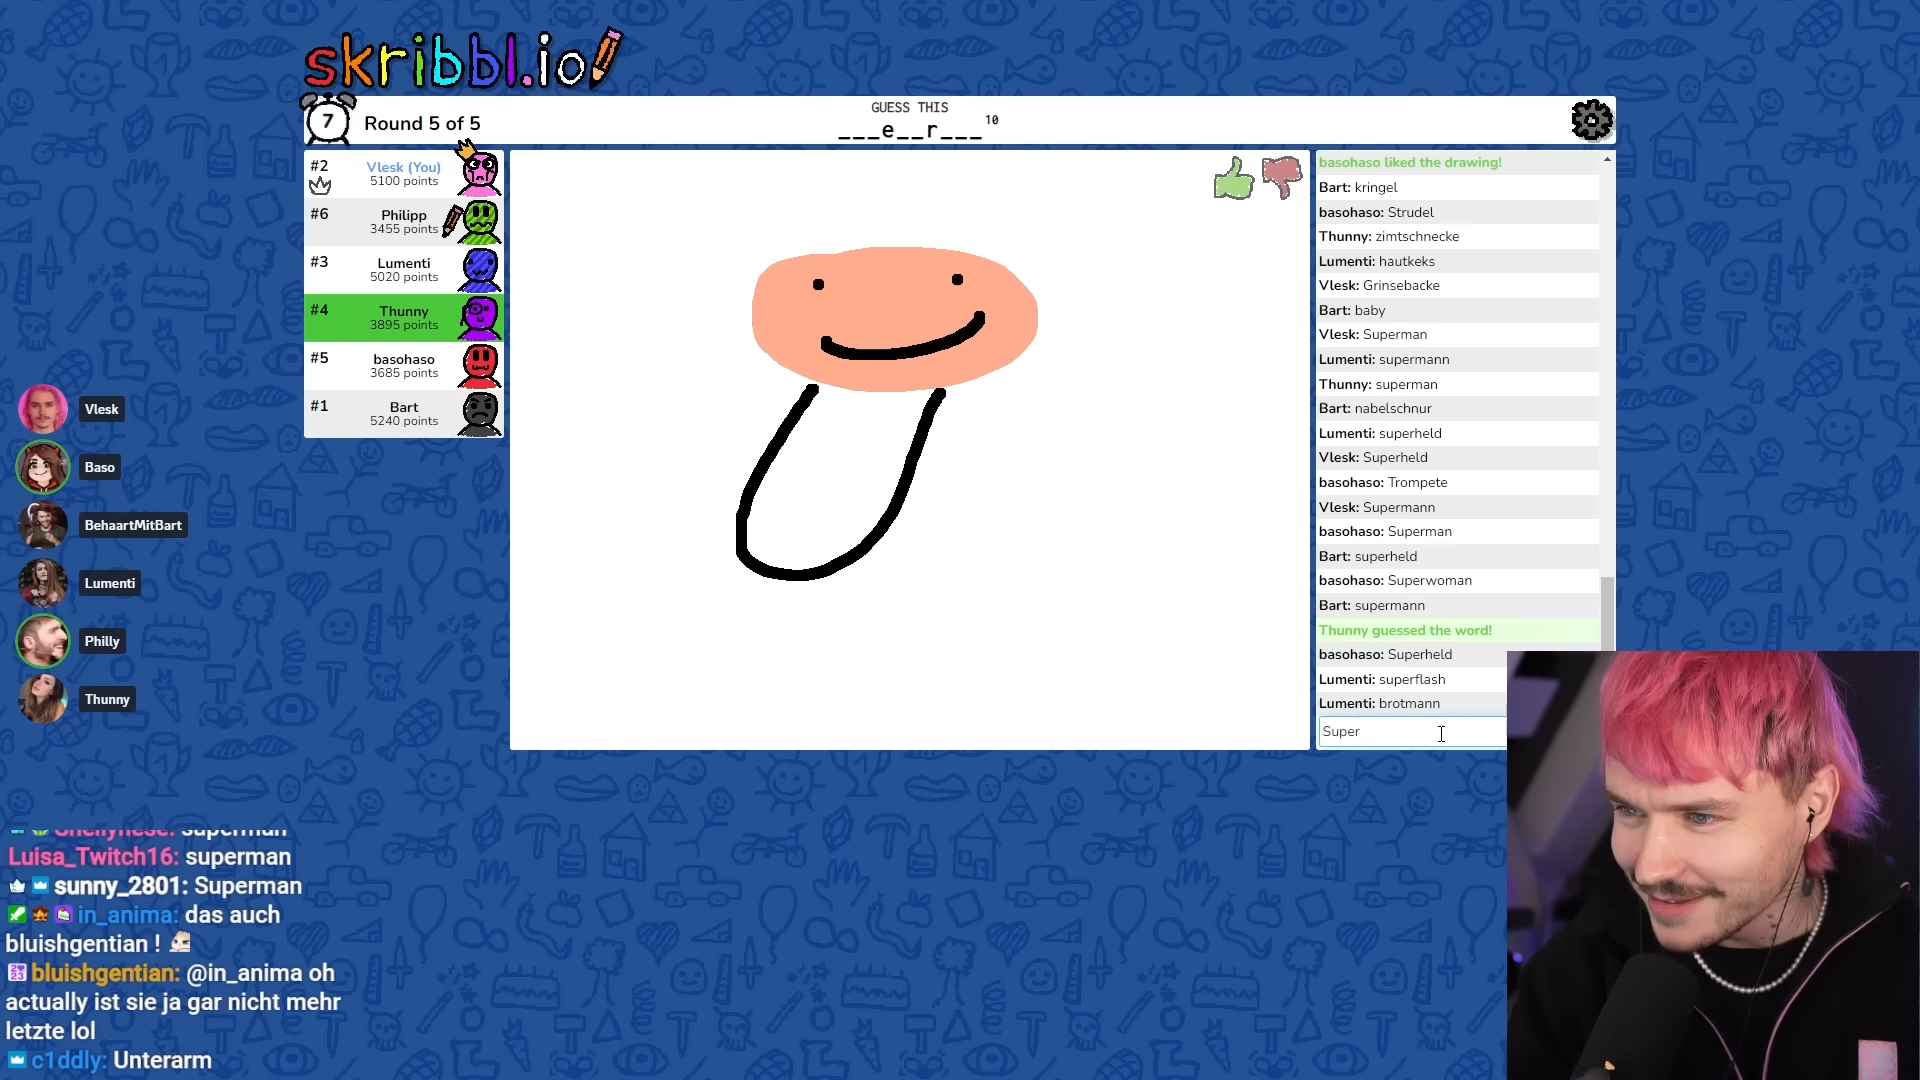 skribbl.io
7
Round 5 of 5
GUESS THIS
___e__r___ 10
#2
Vlesk (You)
5100 points
#6
Philipp
3455 points
#3
Lumenti
5020 points
#4
Thunny
3895 points
#5
basohaso
3685 points
#1
Bart
5240 points
basohaso liked the drawing!
Bart: kringel
basohaso: Strudel
Thunny: zimtschnecke
Lumenti: hautkeks
Vlesk: Grinsebacke
Bart: baby
Vlesk: Superman
Lumenti: supermann
Thunny: superman
Bart: nabelschnur
Lumenti: superheld
Vlesk: Superheld
basohaso: Trompete
Vlesk: Supermann
basohaso: Superman
Bart: superheld
basohaso: Superwoman
Bart: supermann
Thunny guessed the word!
basohaso: Superheld
Lumenti: superflash
Lumenti: brotmann
Super
Vlesk
Baso
BehaartMitBart
Lumenti
Philly
Thunny
superman
Luisa_Twitch16: superman
sunny_2801: Superman
in_anima: das auch
bluishgentian !
bluishgentian: @in_anima oh
actually ist sie ja gar nicht mehr
letzte lol
c1ddly: Unterarm